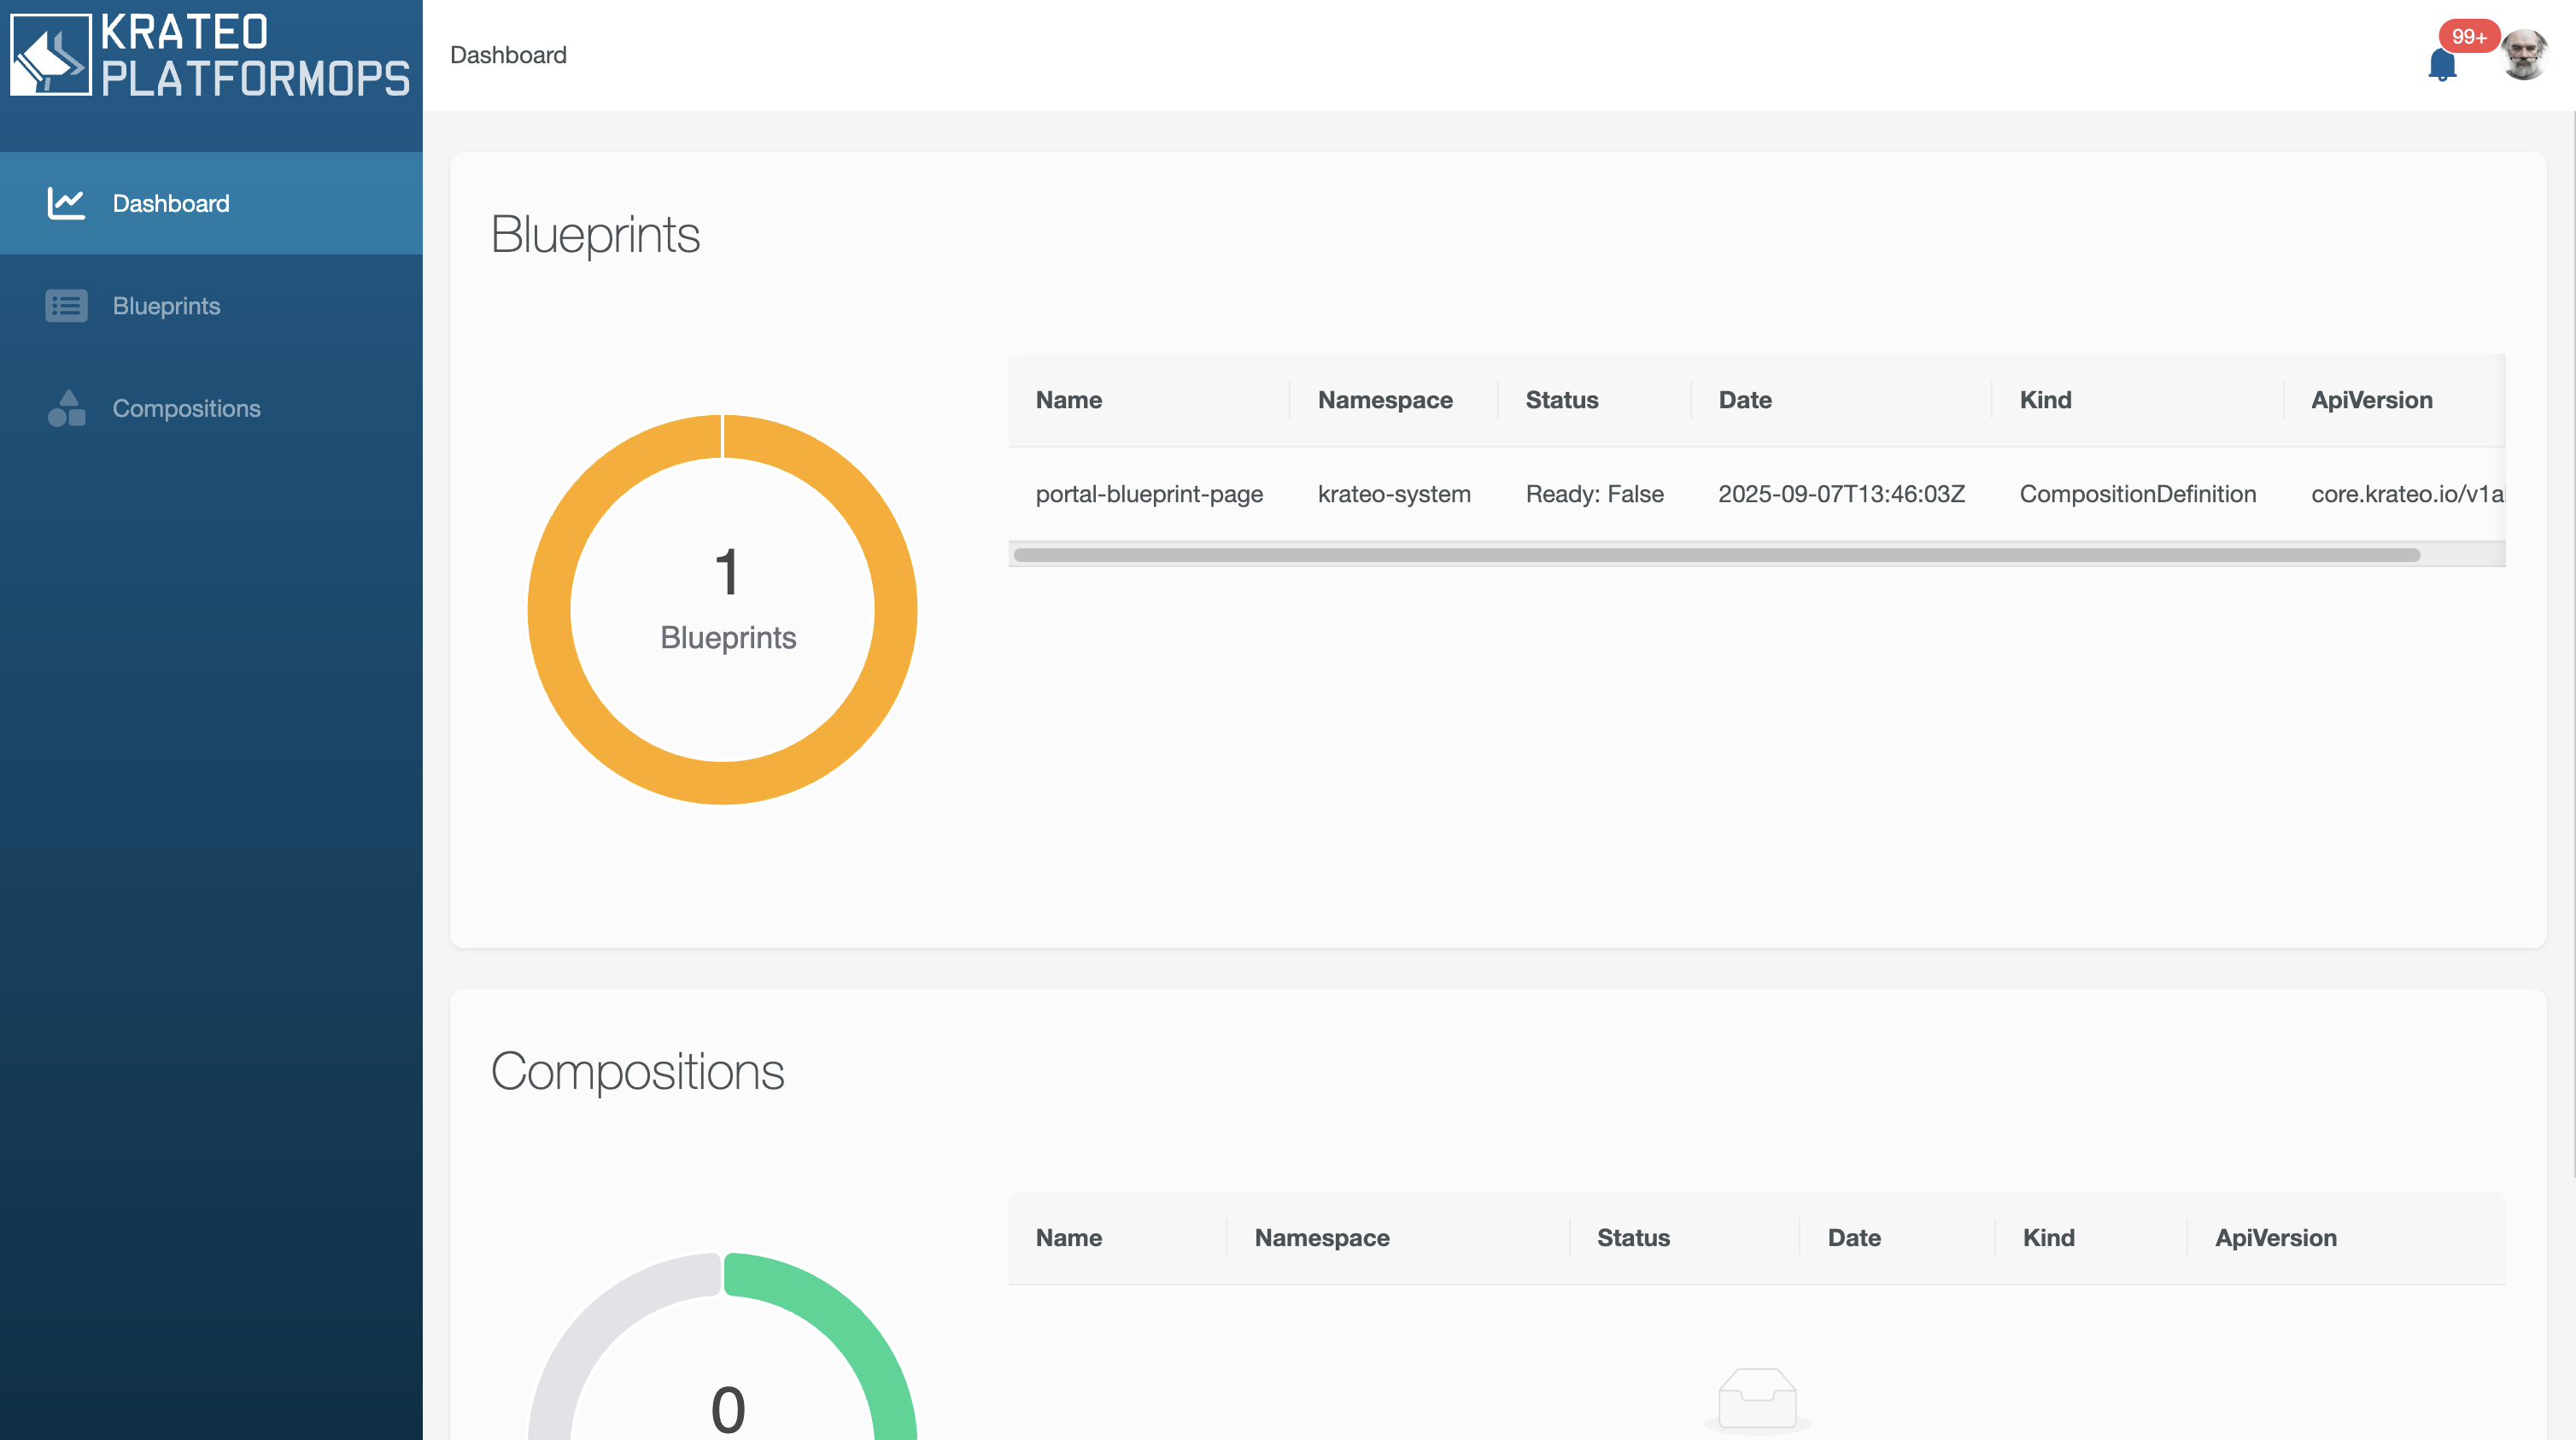 KRATEO
PLATFORMOPS
Dashboard
99+
Dashboard
Blueprints
Compositions
Blueprints
1
Blueprints
Name Namespace Status Date Kind ApiVersion
portal-blueprint-page krateo-system Ready: False 2025-09-07T13:46:03Z CompositionDefinition core.krateo.io/v1a
Compositions
0
Name Namespace Status Date Kind ApiVersion